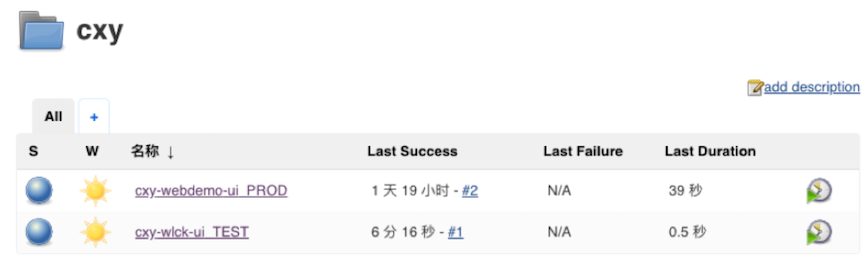 cxy
add description
All +
S W 名称 ↓ Last Success Last Failure Last Duration
cxy-webdemo-ui_PROD 1 天 19 小时 - #2 N/A 39 秒
cxy-wlck-ui_TEST 6 分 16 秒 - #1 N/A 0.5 秒